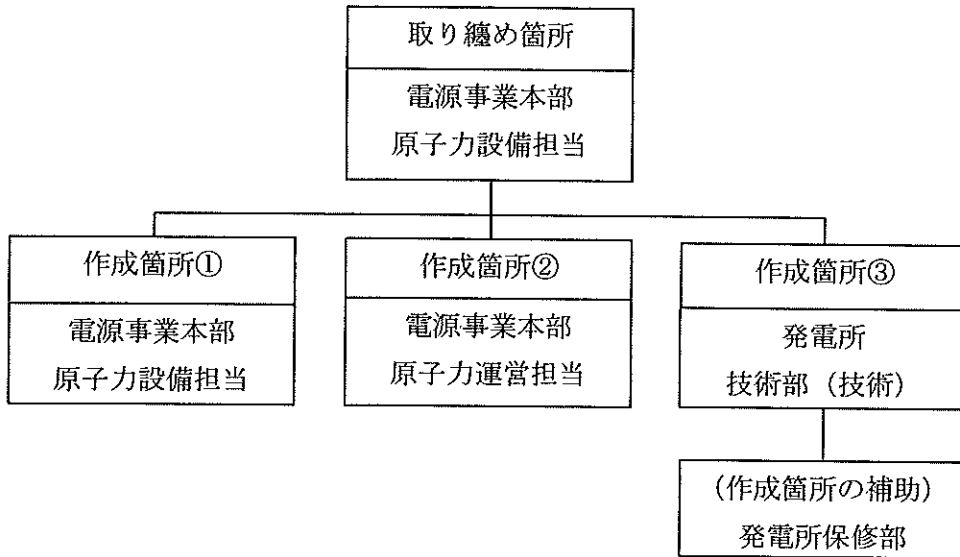 取り纏め箇所
電源事業本部
原子力設備担当
作成箇所①
電源事業本部
原子力設備担当
作成箇所②
電源事業本部
原子力運営担当
作成箇所③
発電所
技術部（技術）
（作成箇所の補助）
発電所保修部